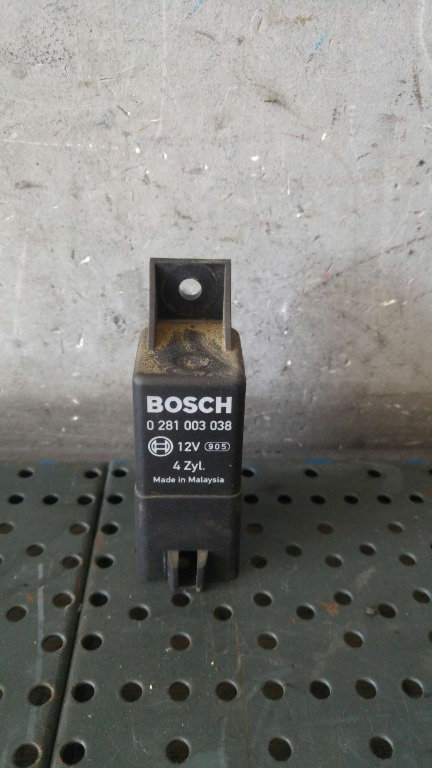 BOSCH
0 281 003 038
12V 905
4 Zyl.
Made in Malaysia